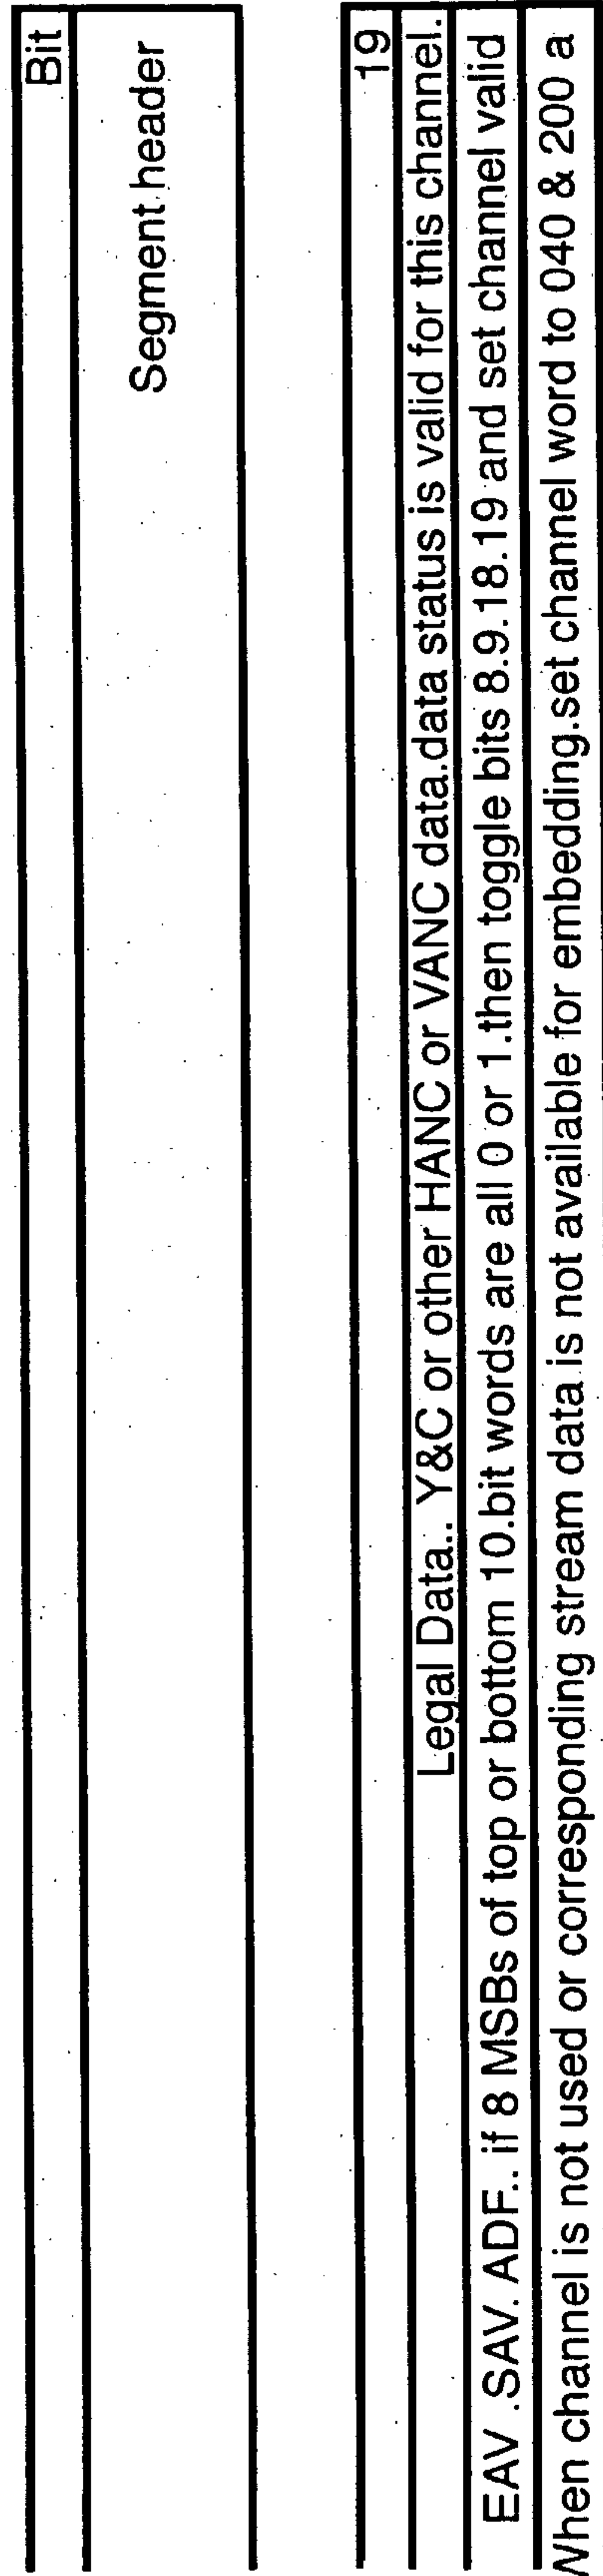 Bit
Segment header
19
Legal Data.. Y&C or other HANC or VANC data.data status is valid for this channel.
EAV .SAV. ADF.. if 8 MSBs of top or bottom 10.bit words are all 0 or 1.then toggle bits 8.9.18.19 and set channel valid
When channel is not used or corresponding stream data is not available for embedding.set channel word to 040 & 200 a